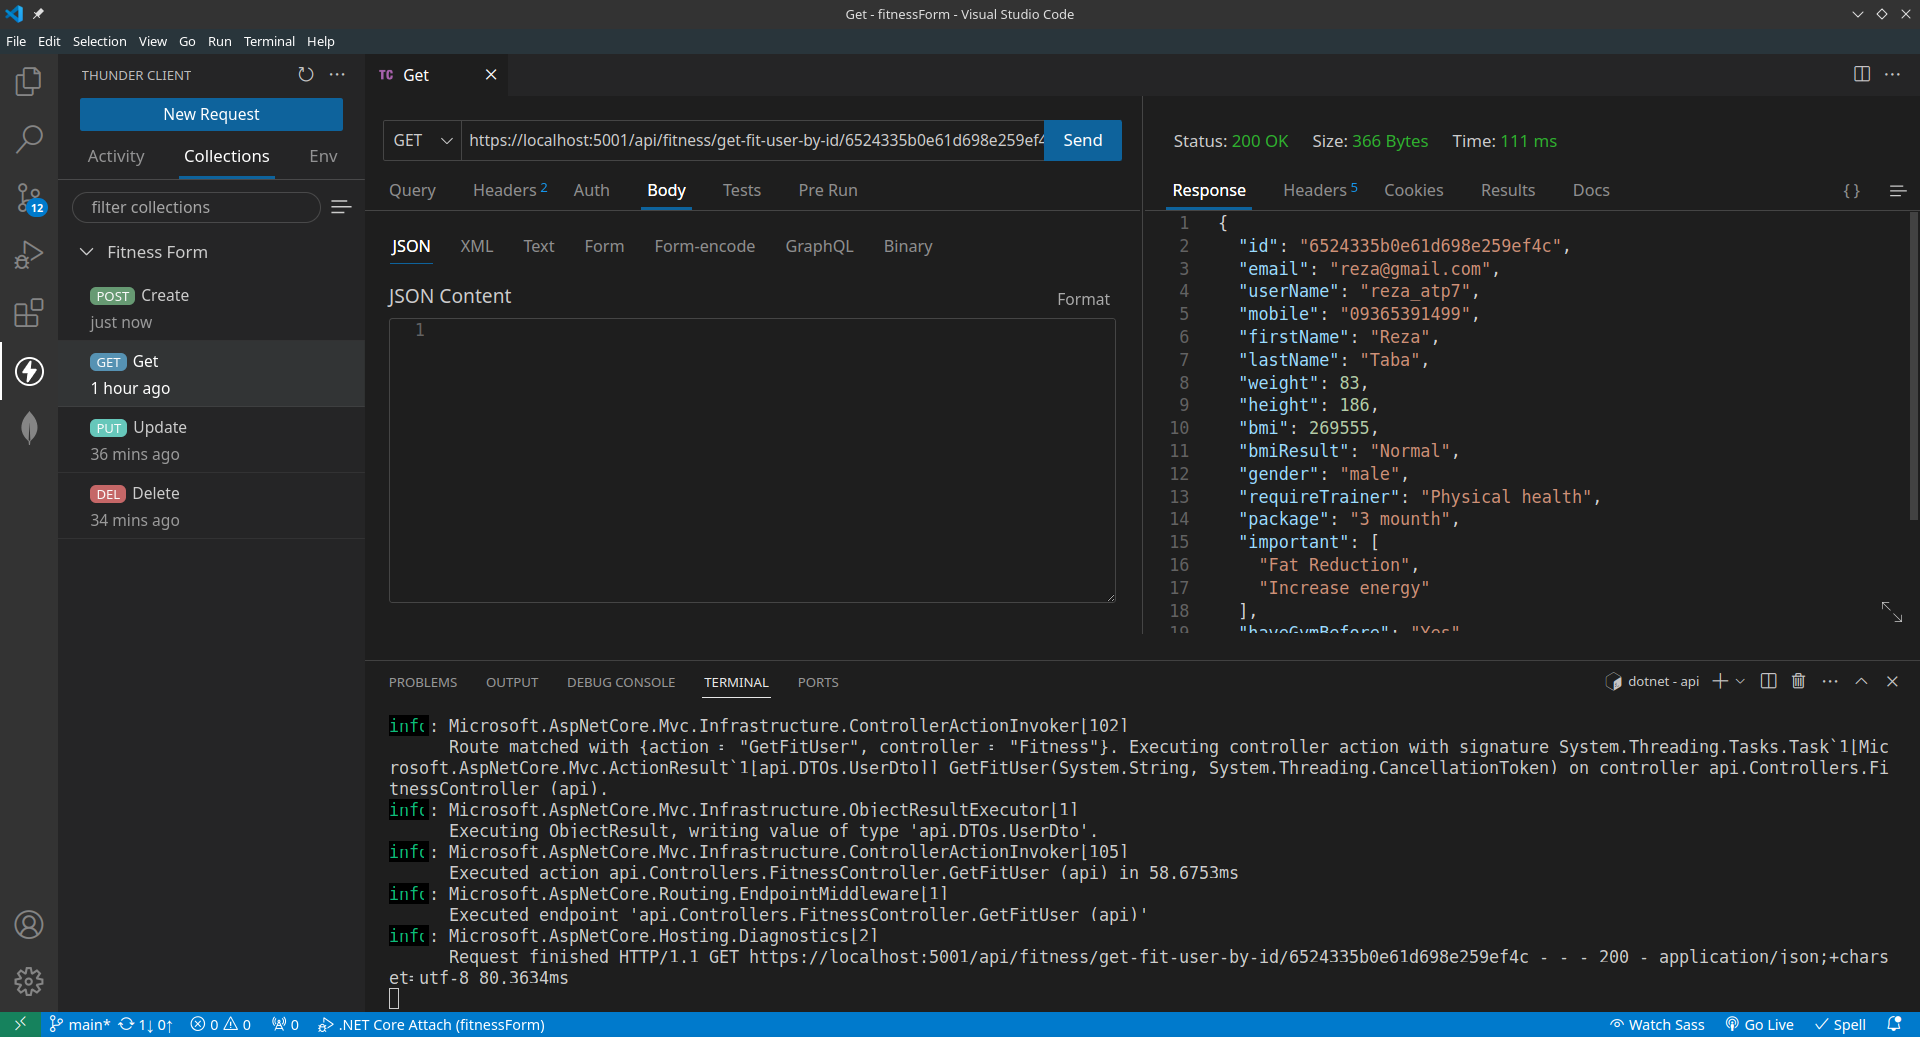 Get - fitnessForm - Visual Studio Code
File Edit Selection View Go Run Terminal Help
THUNDER CLIENT
New Request
Activity Collections Env
filter collections
Fitness Form
POST Create
just now
GET Get
1 hour ago
PUT Update
36 mins ago
DEL Delete
34 mins ago
12
TC Get
GET https://localhost:5001/api/fitness/get-fit-user-by-id/6524335b0e61d698e259ef4 Send
Query Headers 2 Auth Body Tests Pre Run
JSON XML Text Form Form-encode GraphQL Binary
JSON Content
Format
1
Status: 200 OK Size: 366 Bytes Time: 111 ms
Response Headers 5 Cookies Results Docs { }
1 {
2 "id": "6524335b0e61d698e259ef4c",
3 "email": "reza@gmail.com",
4 "userName": "reza_atp7",
5 "mobile": "09365391499",
6 "firstName": "Reza",
7 "lastName": "Taba",
8 "weight": 83,
9 "height": 186,
10 "bmi": 269555,
11 "bmiResult": "Normal",
12 "gender": "male",
13 "requireTrainer": "Physical health",
14 "package": "3 mounth",
15 "important": [
16 "Fat Reduction",
17 "Increase energy"
18 ],
19 "haveGymBefore": "Yes"
PROBLEMS OUTPUT DEBUG CONSOLE TERMINAL PORTS
dotnet - api
info: Microsoft.AspNetCore.Mvc.Infrastructure.ControllerActionInvoker[102]
Route matched with {action = "GetFitUser", controller = "Fitness"}. Executing controller action with signature System.Threading.Tasks.Task`1[Mic
rosoft.AspNetCore.Mvc.ActionResult`1[api.DTOs.UserDto]] GetFitUser(System.String, System.Threading.CancellationToken) on controller api.Controllers.Fi
tnessController (api).
info: Microsoft.AspNetCore.Mvc.Infrastructure.ObjectResultExecutor[1]
Executing ObjectResult, writing value of type 'api.DTOs.UserDto'.
info: Microsoft.AspNetCore.Mvc.Infrastructure.ControllerActionInvoker[105]
Executed action api.Controllers.FitnessController.GetFitUser (api) in 58.6753ms
info: Microsoft.AspNetCore.Routing.EndpointMiddleware[1]
Executed endpoint 'api.Controllers.FitnessController.GetFitUser (api)'
info: Microsoft.AspNetCore.Hosting.Diagnostics[2]
Request finished HTTP/1.1 GET https://localhost:5001/api/fitness/get-fit-user-by-id/6524335b0e61d698e259ef4c - - - 200 - application/json;+chars
et=utf-8 80.3634ms
main* 1↓ 0↑ 0 0 0 .NET Core Attach (fitnessForm)
Watch Sass Go Live Spell